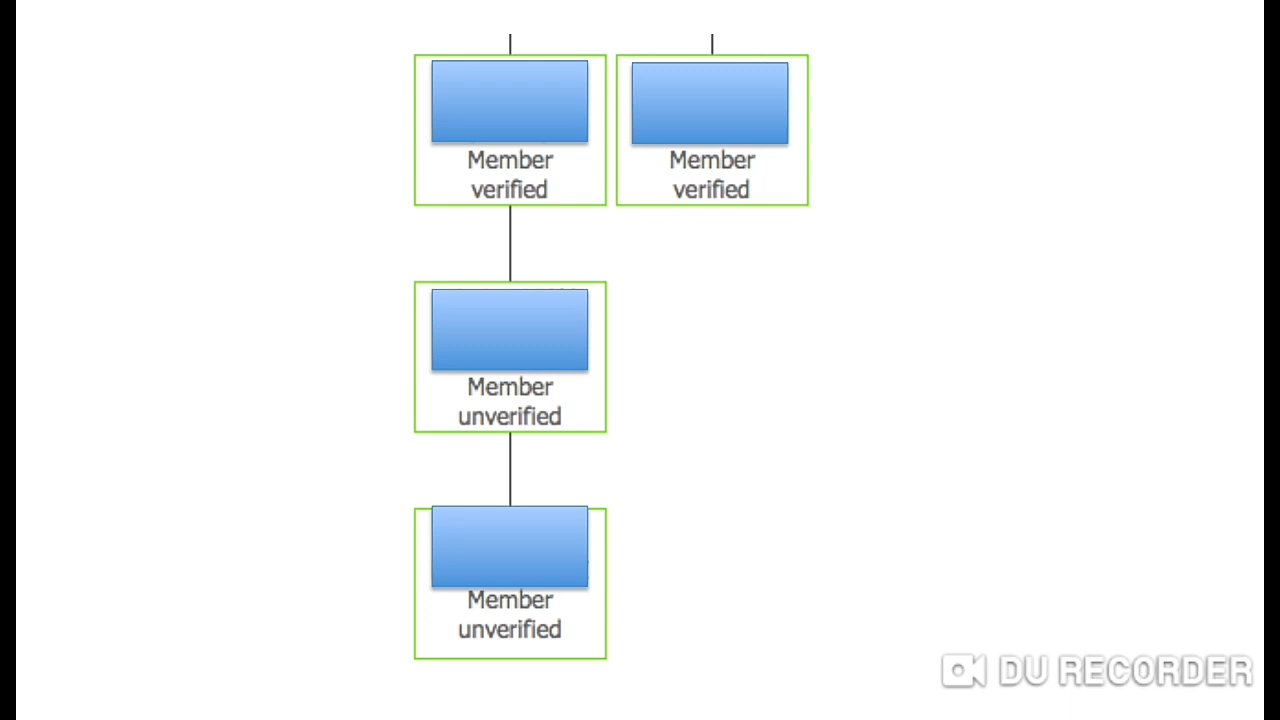 Member
verified
Member
verified
Member
unverified
Member
unverified
DU RECORDER